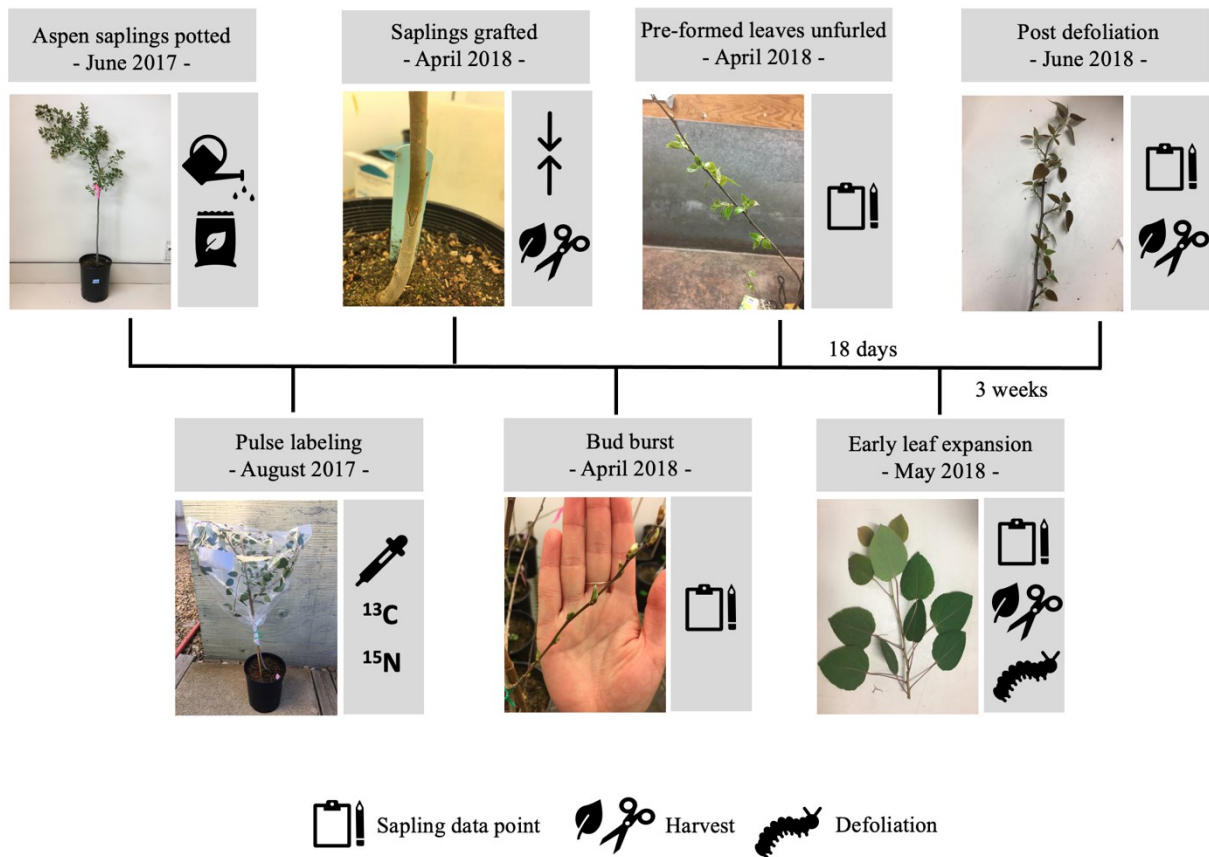 Aspen saplings potted
- June 2017 -
Saplings grafted
- April 2018 -
Pre-formed leaves unfurled
- April 2018 -
Post defoliation
- June 2018 -
18 days
3 weeks
Pulse labeling
- August 2017 -
Bud burst
- April 2018 -
Early leaf expansion
- May 2018 -
¹³C
¹⁵N
Sapling data point
Harvest
Defoliation